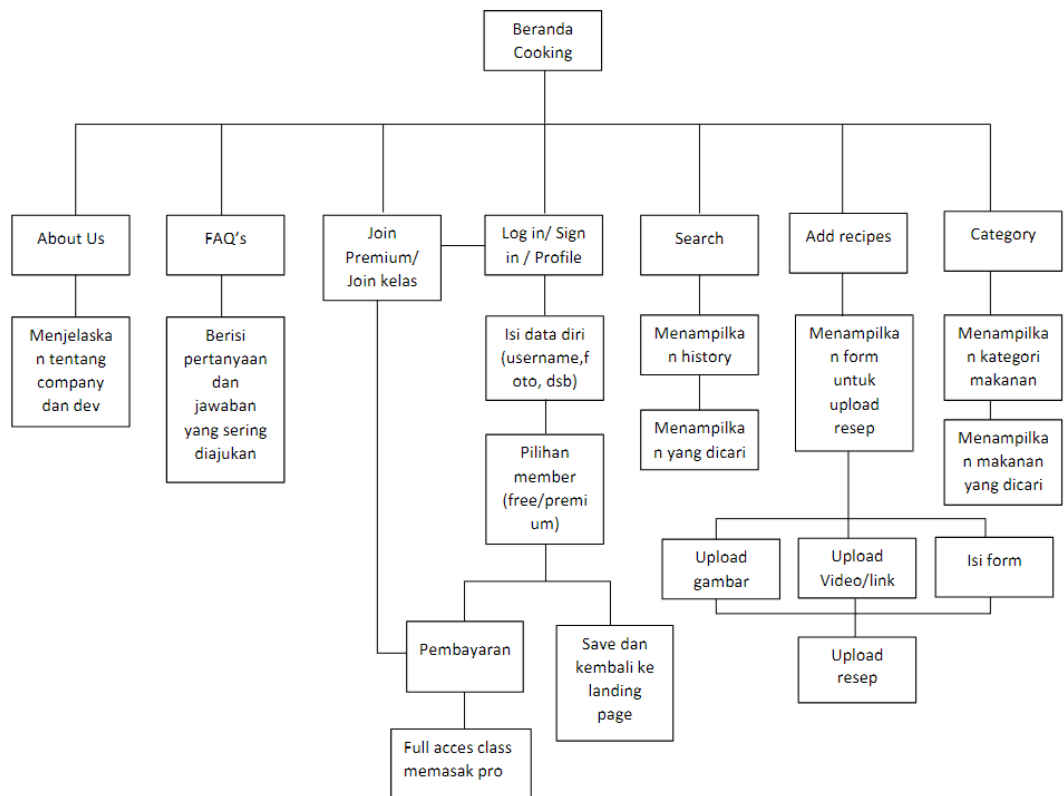 Beranda
Cooking
About Us
FAQ's
Join
Premium/
Join kelas
Log in/ Sign
in / Profile
Search
Add recipes
Category
Menjelaska
n tentang
company
dan dev
Berisi
pertanyaan
dan
jawaban
yang sering
diajukan
Isi data diri
(username,f
oto, dsb)
Menampilka
n history
Menampilka
n form
untuk
upload
resep
Menampilka
n kategori
makanan
Menampilka
n yang dicari
Menampilka
n makanan
yang dicari
Pilihan
member
(free/premi
um)
Upload
gambar
Upload
Video/link
Isi form
Pembayaran
Save dan
kembali ke
landing
page
Upload
resep
Full acces class
memasak pro